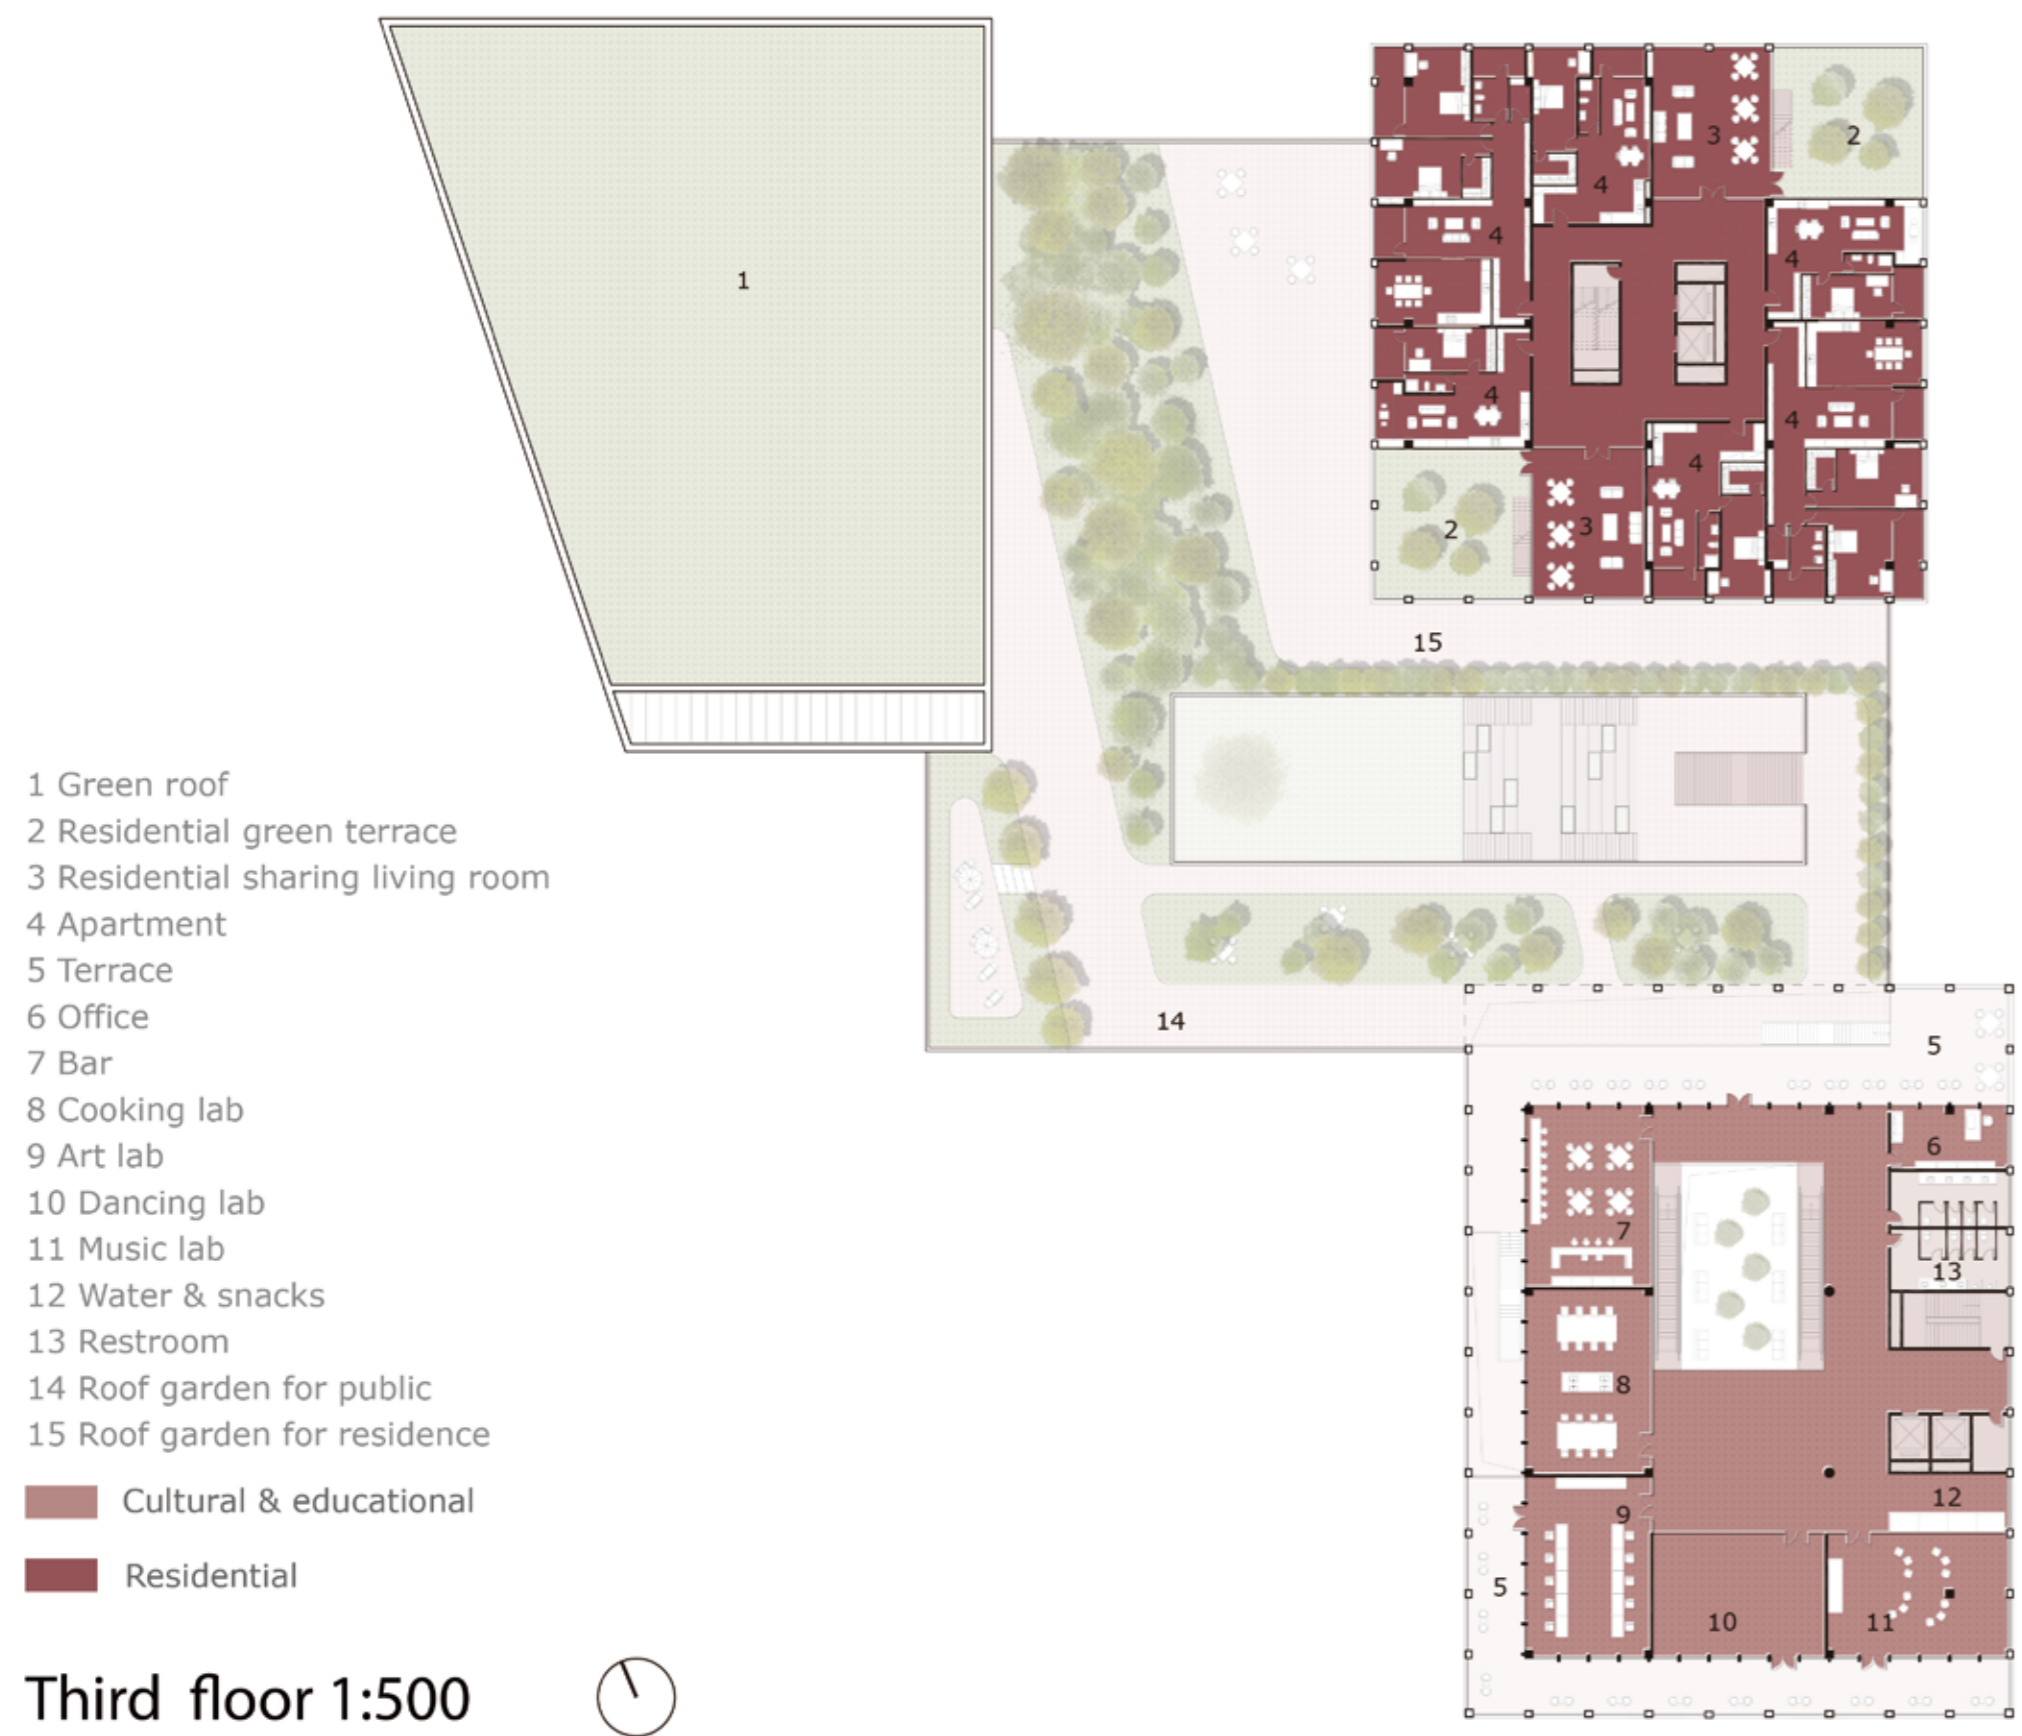 1
3
2
4
4
4
4
4
4
2
3
15
14
5
6
7
13
8
12
9
5
10
11
1 Green roof
2 Residential green terrace
3 Residential sharing living room
4 Apartment
5 Terrace
6 Office
7 Bar
8 Cooking lab
9 Art lab
10 Dancing lab
11 Music lab
12 Water & snacks
13 Restroom
14 Roof garden for public
15 Roof garden for residence
Cultural & educational
Residential
Third floor 1:500